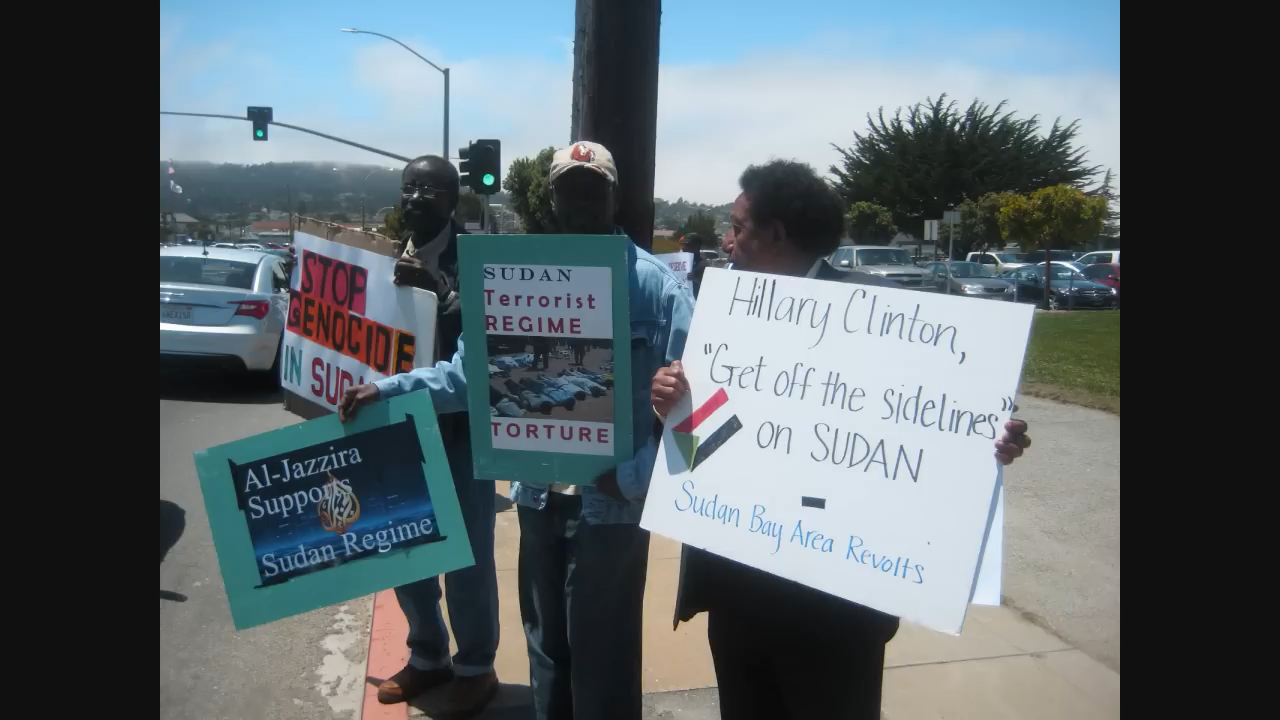 STOP
GENOCIDE
IN SUDA
SUDAN
Terrorist
REGIME
TORTURE
Al-Jazzira
Supports
Sudan Regime
Hillary Clinton,
"Get off the sidelines"
on SUDAN
-
Sudan Bay Area Revolts